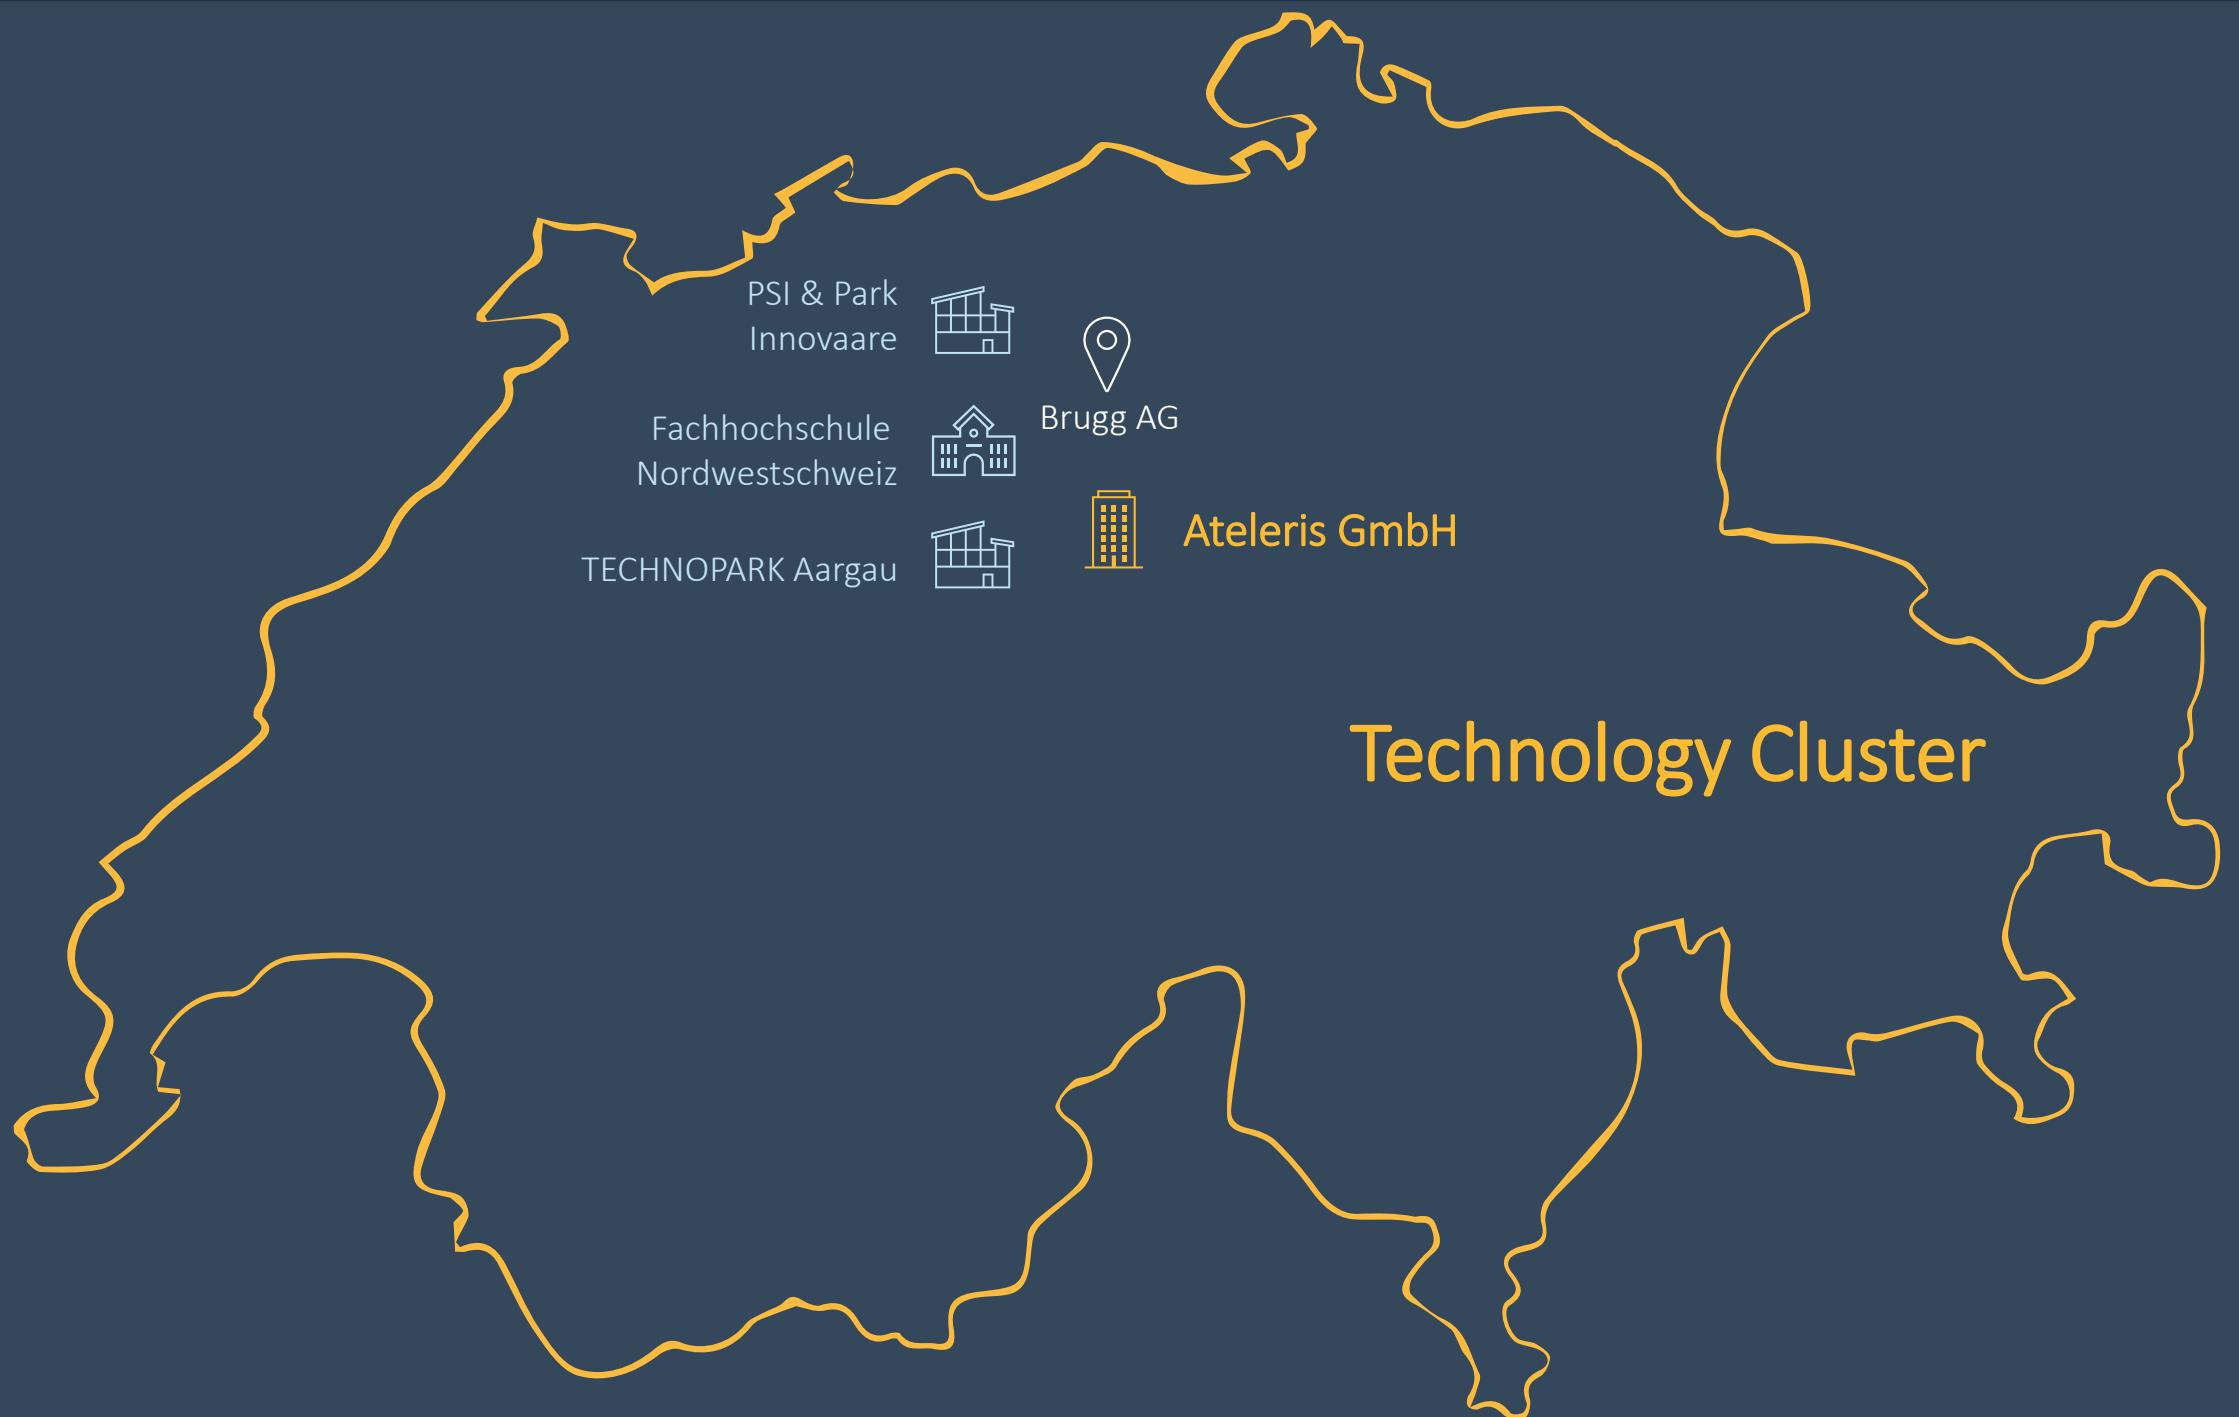 PSI & Park
Innovaare
Brugg AG
Fachhochschule
Nordwestschweiz
Ateleris GmbH
TECHNOPARK Aargau
Technology Cluster